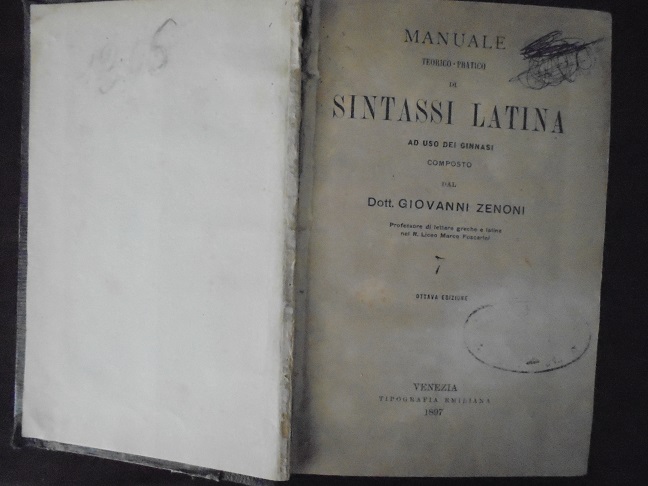 MANUALE
TEORICO-PRATICO
DI
SINTASSI LATINA
AD USO DEI GINNASI
COMPOSTO
DAL
Dott. GIOVANNI ZENONI
Professore di lettere greche e latine
nel R. Liceo Marco Foscarini
7
OTTAVA EDIZIONE
VENEZIA
TIPOGRAFIA EMILIANA
1897